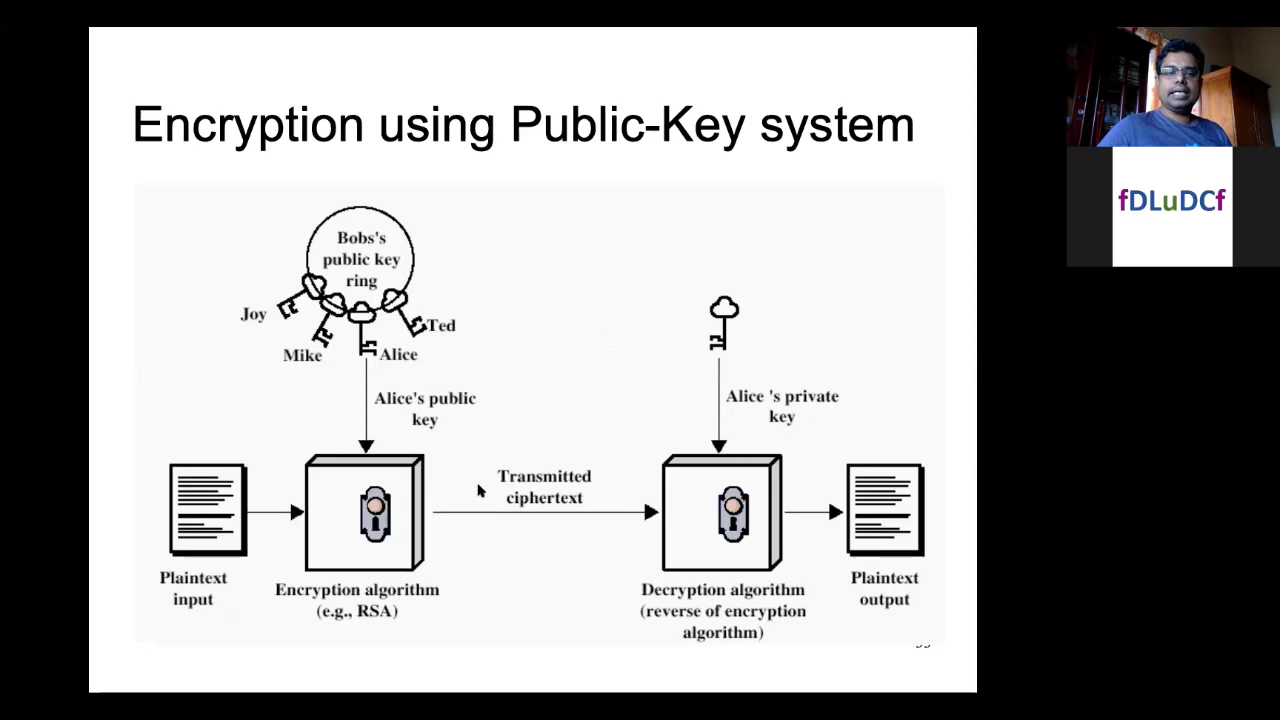 Encryption using Public-Key system
fDLuDCf
Bobs's
public key
ring
Joy
Ted
Mike
Alice
Alice's public
key
Alice 's private
key
Transmitted
ciphertext
Plaintext
input
Encryption algorithm
(e.g., RSA)
Decryption algorithm
(reverse of encryption
algorithm)
Plaintext
output